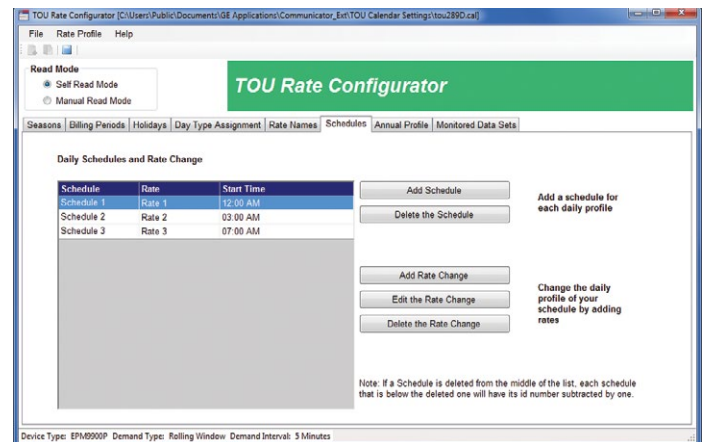 TOU Rate Configurator [C:\Users\Public\Documents\GE Applications\Communicator_Ext\TOU Calendar Settings\tou289D.cal]
File Rate Profile Help
Read Mode
Self Read Mode
Manual Read Mode
TOU Rate Configurator
Seasons Billing Periods Holidays Day Type Assignment Rate Names Schedules Annual Profile Monitored Data Sets
Daily Schedules and Rate Change
Schedule Rate Start Time
Schedule 1 Rate 1 12:00 AM
Schedule 2 Rate 2 03:00 AM
Schedule 3 Rate 3 07:00 AM
Add Schedule
Delete the Schedule
Add a schedule for
each daily profile
Add Rate Change
Edit the Rate Change
Delete the Rate Change
Change the daily
profile of your
schedule by adding
rates
Note: If a Schedule is deleted from the middle of the list, each schedule
that is below the deleted one will have its id number subtracted by one.
Device Type: EPM9900P Demand Type: Rolling Window Demand Interval: 5 Minutes